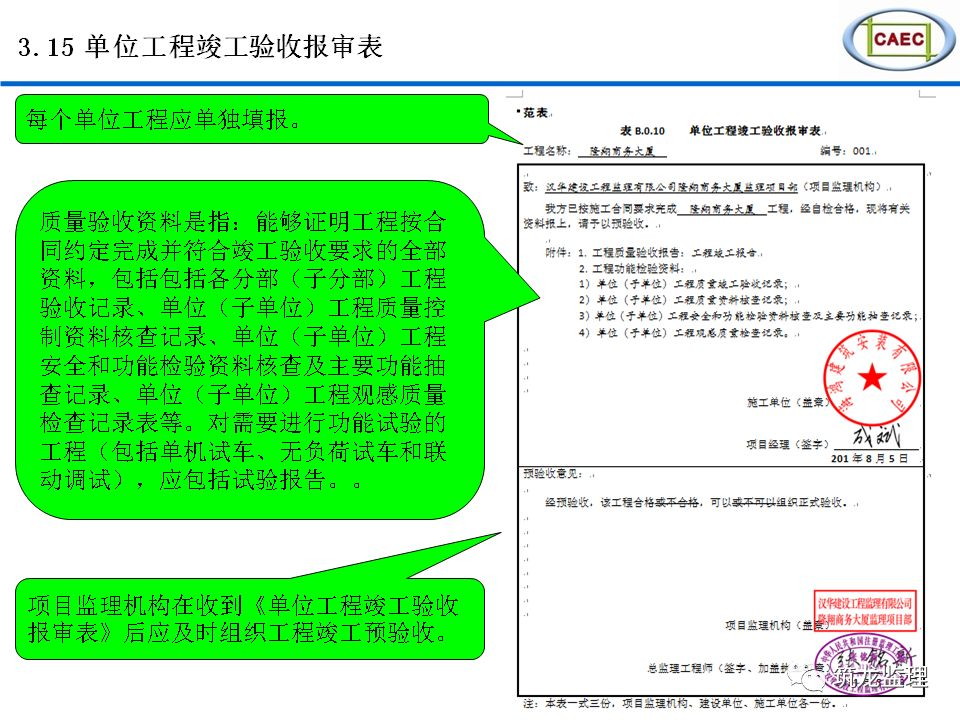 3.15 单位工程竣工验收报审表
CAEC
每个单位工程应单独填报。
质量验收资料是指：能够证明工程按合
同约定完成并符合竣工验收要求的全部
资料，包括包括各分部（子分部）工程
验收记录、单位（子单位）工程质量控
制资料核查记录、单位（子单位）工程
安全和功能检验资料核查及主要功能抽
查记录、单位（子单位）工程观感质量
检查记录表等。对需要进行功能试验的
工程（包括单机试车、无负荷试车和联
动调试），应包括试验报告。。
项目监理机构在收到《单位工程竣工验收
报审表》后应及时组织工程竣工预验收。
范表
表 B.0.10 单位工程竣工验收报审表
工程名称： 隆翔商务大厦 编号：001
致：汉华建设工程监理有限公司隆翔商务大厦监理项目部（项目监理机构）
我方已按施工合同要求完成 隆翔商务大厦 工程，经自检合格，现将有关
资料报上，请予以预验收。
附件：1. 工程质量验收报告：工程竣工报告
2. 工程功能检验资料：
1）单位（子单位）工程质量竣工验收记录；
2）单位（子单位）工程质量资料核查记录；
3）单位（子单位）工程安全和功能检验资料核查及主要功能抽查记录；
4）单位（子单位）工程观感质量检查记录。
建筑安装有限公司
施工单位（盖章）
项目经理（签字）
201 年 8 月 5 日
预验收意见：
经预验收，该工程合格或不合格，可以或不可以组织正式验收。
汉华建设工程监理有限公司
隆翔商务大厦监理项目部
项目监理机构（盖章）
总监理工程师（签字、加盖执
章）
筑龙监理
注：本表一式三份，项目监理机构、建设单位、施工单位各一份。